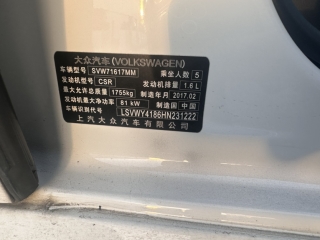 大众汽车(VOLKSWAGEN)
车辆型号 SVW71617MM 乘坐人数 5
发动机型号 CSR 发动机排量 1.6 L
最大允许总质量 1755kg 制造年月 2017.02
发动机最大净功率 81 kW 制造国 中国
车辆识别代号 LSVWY4186HN231222
上汽大众汽车有限公司